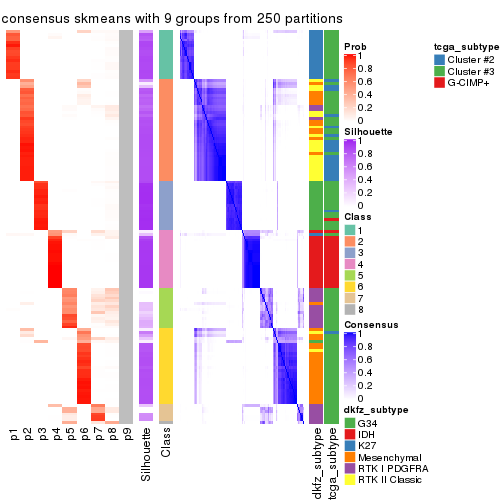 consensus skmeans with 9 groups from 250 partitions
Prob
1
0.8
0.6
0.4
0.2
0
Silhouette
1
0.8
0.6
0.4
0.2
0
Class
1
2
3
4
5
6
7
8
Consensus
1
0.8
0.6
0.4
0.2
0
dkfz_subtype
G34
IDH
K27
Mesenchymal
RTK I PDGFRA
RTK II Classic
tcga_subtype
Cluster #2
Cluster #3
G-CIMP+
p1
p2
p3
p4
p5
p6
p7
p8
p9
Silhouette
Class
dkfz_subtype
tcga_subtype